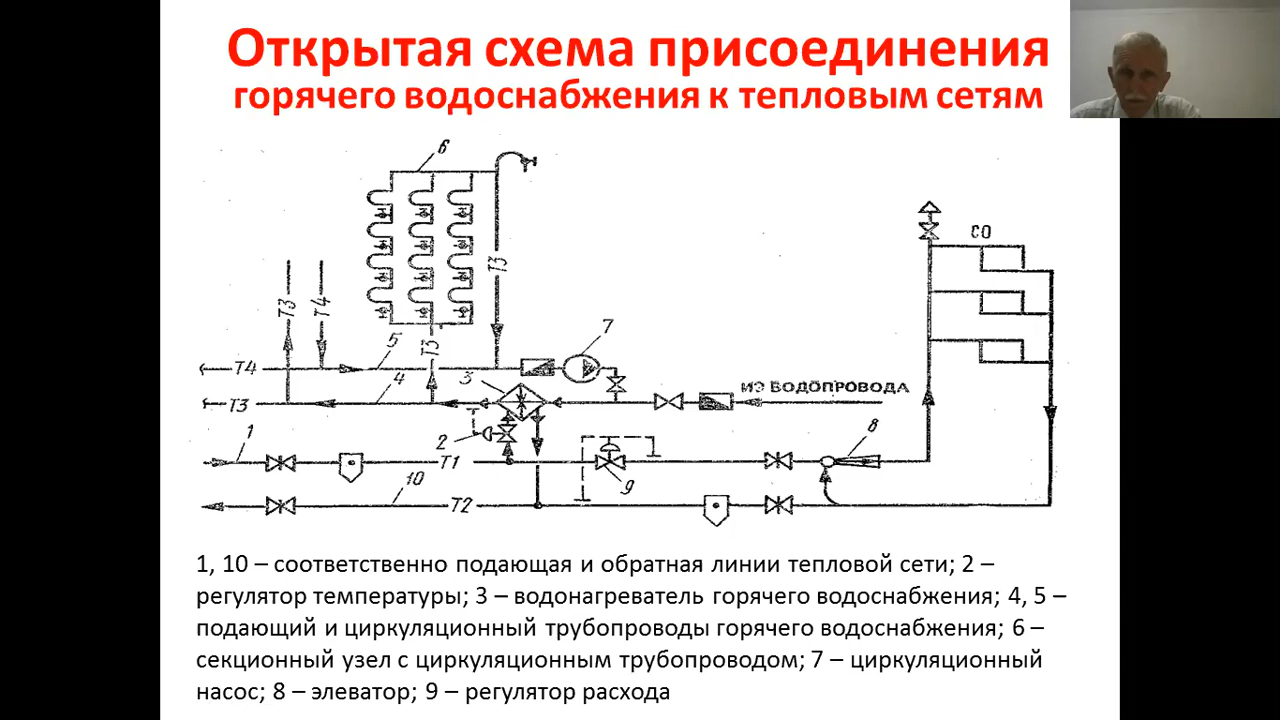 Открытая схема присоединения
горячего водоснабжения к тепловым сетям
6
СО
Т3
Т3
Т4
7
Т4
5
Т3
3
ИЗ ВОДОПРОВОДА
Т3
4
1
2
Т1
8
10
Т2
9
1, 10 – соответственно подающая и обратная линии тепловой сети; 2 –
регулятор температуры; 3 – водонагреватель горячего водоснабжения; 4, 5 –
подающий и циркуляционный трубопроводы горячего водоснабжения; 6 –
секционный узел с циркуляционным трубопроводом; 7 – циркуляционный
насос; 8 – элеватор; 9 – регулятор расхода